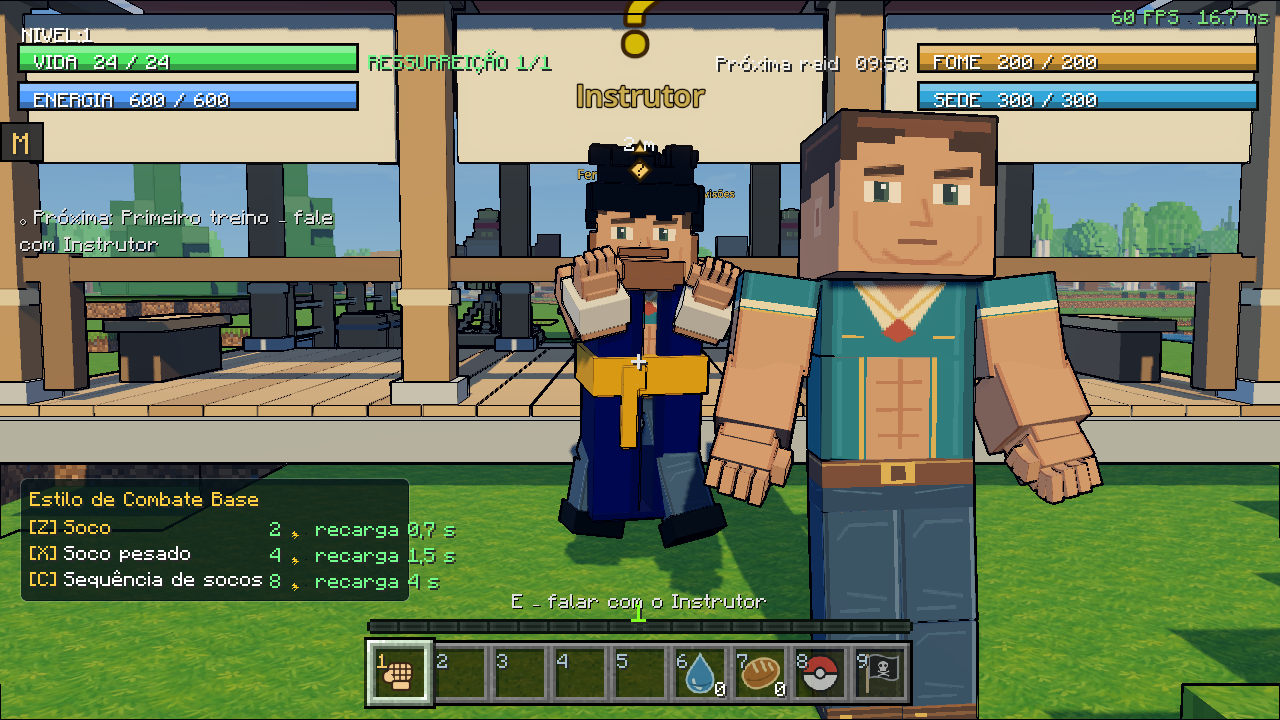 60 FPS · 16.7 ms
NÍVEL:1
VIDA 24 / 24
RESSURREIÇÃO 1/1
Próxima raid 09:53
FOME 200 / 200
ENERGIA 600 / 600
SEDE 300 / 300
Instrutor
M
2 m
Próxima: Primeiro treino - fale
com Instrutor
Estilo de Combate Base
[Z] Soco 2 recarga 0,7 s
[X] Soco pesado 4 recarga 1,5 s
[C] Sequência de socos 8 recarga 4 s
E - falar com o Instrutor
1
1 2 3 4 5 6 7 8 9
0 0